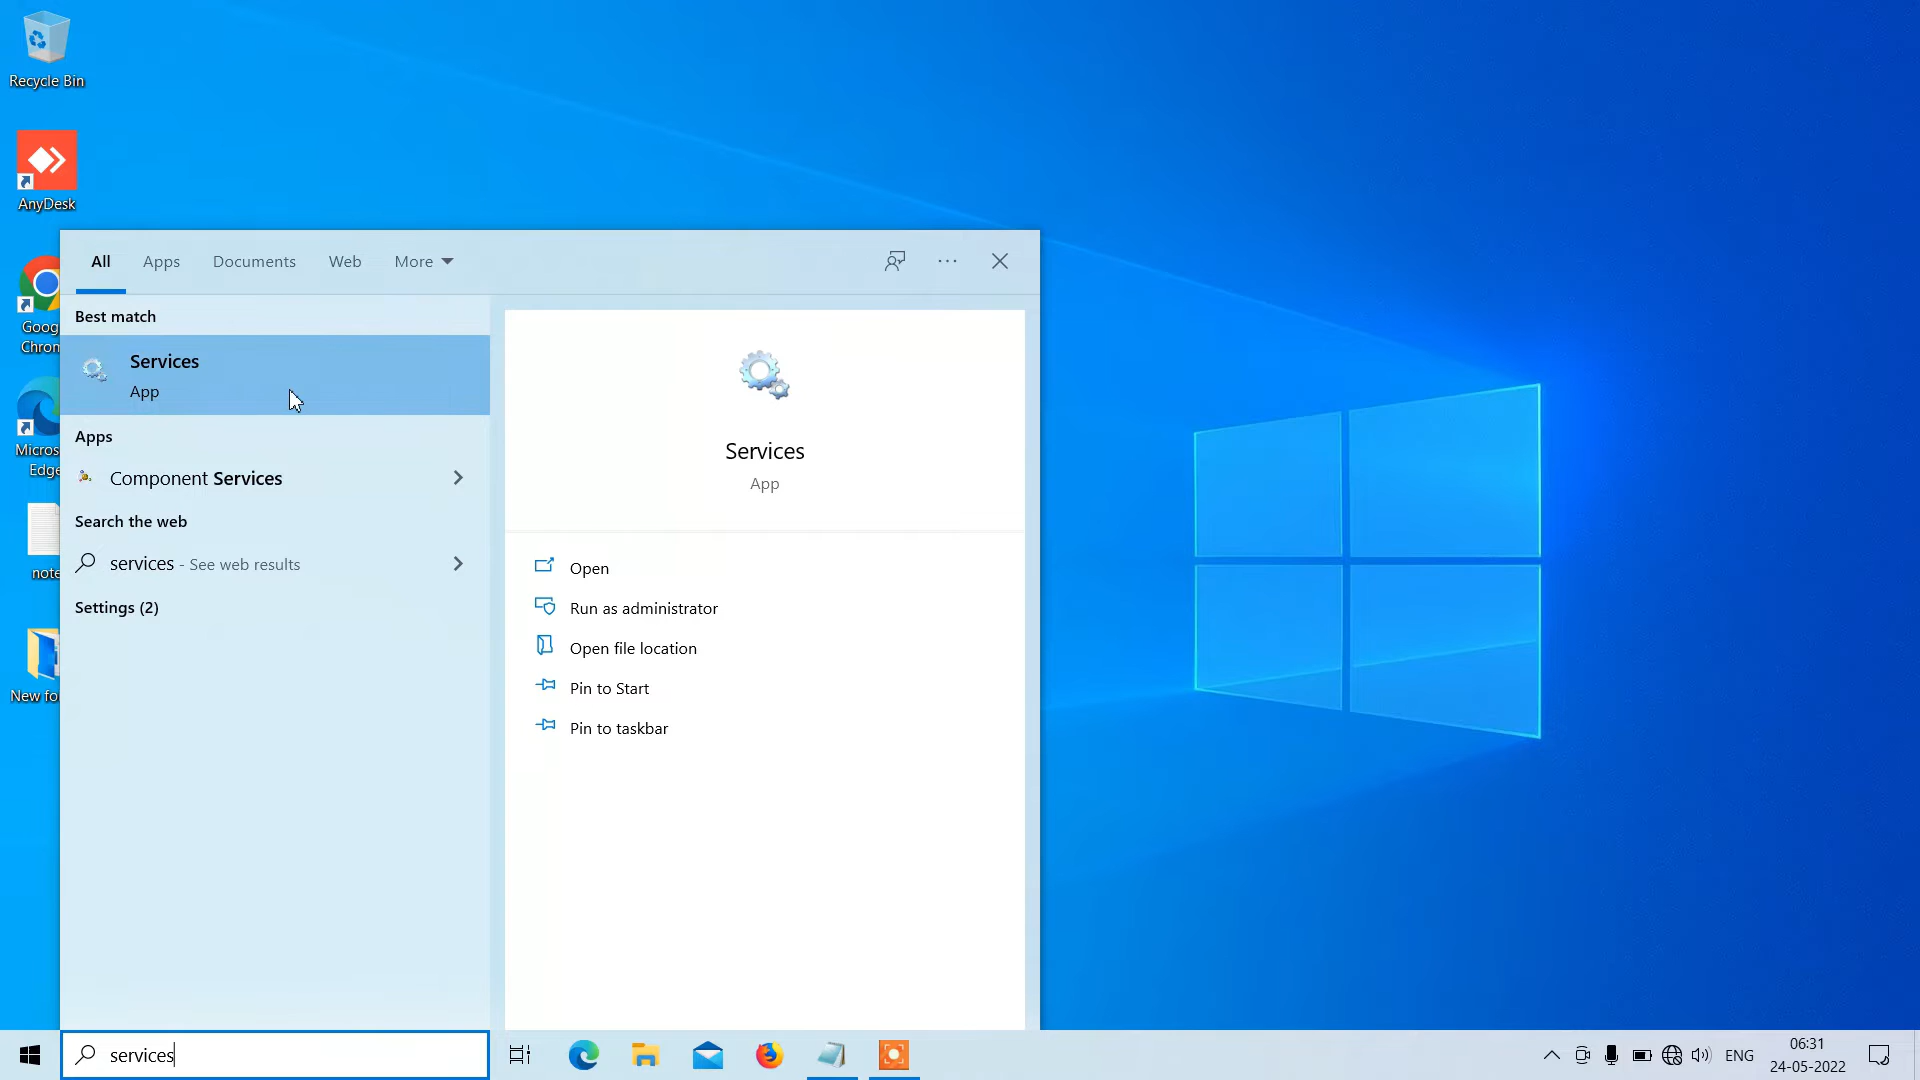 Recycle Bin
AnyDesk
Goog
Chrom
Micros
Edge
note
New fo
All
Apps
Documents
Web
More
Best match
Services
App
Apps
Component Services
Search the web
services - See web results
Settings (2)
Services
App
Open
Run as administrator
Open file location
Pin to Start
Pin to taskbar
services
ENG
06:31
24-05-2022